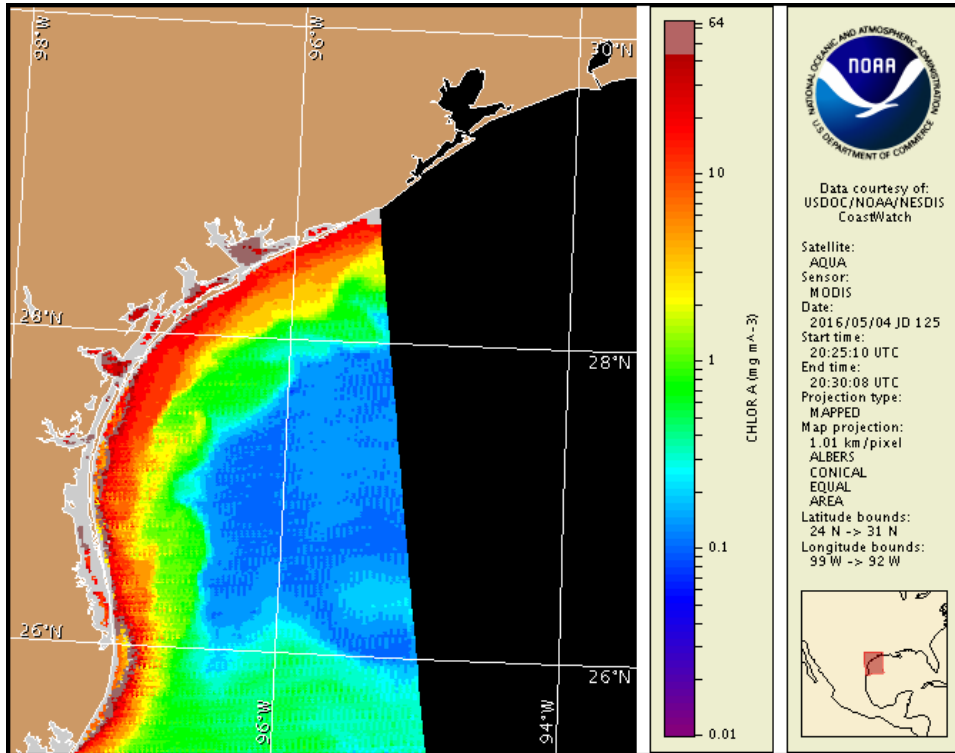 98°W
96°W
30°N
28°N
28°N
26°N
26°N
96°W
94°W
64
10
1
0.1
0.01
CHLOR A (mg m^-3)
NATIONAL OCEANIC AND ATMOSPHERIC ADMINISTRATION
NOAA
U.S. DEPARTMENT OF COMMERCE
Data courtesy of:
USDOC/NOAA/NESDIS
CoastWatch
Satellite:
AQUA
Sensor:
MODIS
Date:
2016/05/04 JD 125
Start time:
20:25:10 UTC
End time:
20:30:08 UTC
Projection type:
MAPPED
Map projection:
1.01 km/pixel
ALBERS
CONICAL
EQUAL
AREA
Latitude bounds:
24 N -> 31 N
Longitude bounds:
99 W -> 92 W